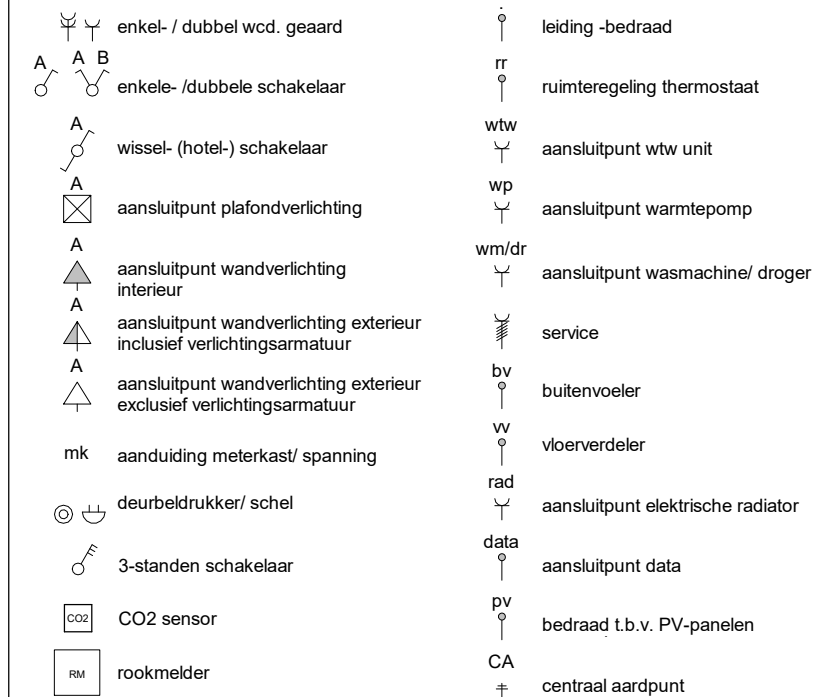 enkel- / dubbel wcd. geaard
A A B
enkele- /dubbele schakelaar
A
wissel- (hotel-) schakelaar
A
aansluitpunt plafondverlichting
A
aansluitpunt wandverlichting
interieur
A
aansluitpunt wandverlichting exterieur
inclusief verlichtingsarmatuur
A
aansluitpunt wandverlichting exterieur
exclusief verlichtingsarmatuur
mk aanduiding meterkast/ spanning
deurbeldrukker/ schel
3-standen schakelaar
CO2 CO2 sensor
RM rookmelder
leiding -bedraad
rr
ruimteregeling thermostaat
wtw
aansluitpunt wtw unit
wp
aansluitpunt warmtepomp
wm/dr
aansluitpunt wasmachine/ droger
service
bv
buitenvoeler
vv
vloerverdeler
rad
aansluitpunt elektrische radiator
data
aansluitpunt data
pv
bedraad t.b.v. PV-panelen
CA
centraal aardpunt